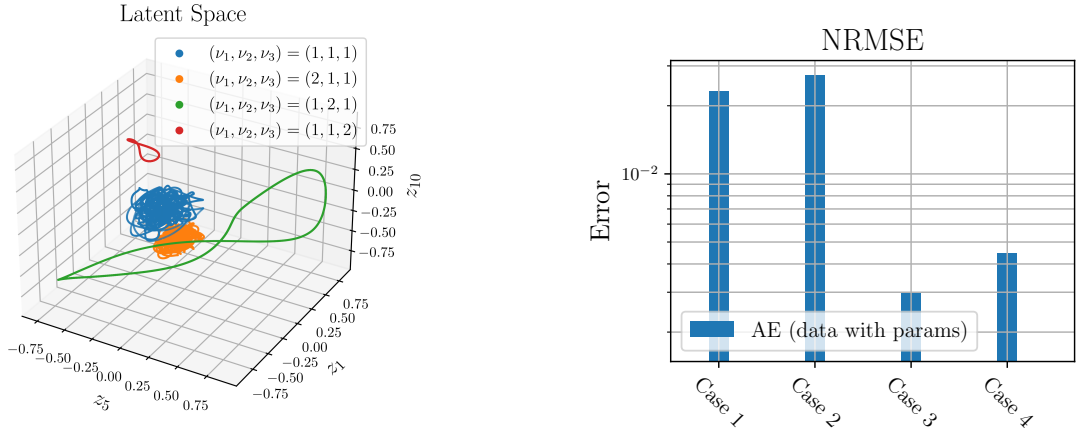 Latent Space
(ν₁, ν₂, ν₃) = (1, 1, 1)
(ν₁, ν₂, ν₃) = (2, 1, 1)
(ν₁, ν₂, ν₃) = (1, 2, 1)
(ν₁, ν₂, ν₃) = (1, 1, 2)
0.75
0.50
0.25
0.00
−0.25
−0.50
−0.75
z₁₀
0.75
0.50
0.25
0.00
−0.25
−0.50
−0.75
z₁
−0.75
−0.50
−0.25
0.00
0.25
0.50
0.75
z₅
NRMSE
Error
10⁻²
AE (data with params)
Case 1
Case 2
Case 3
Case 4